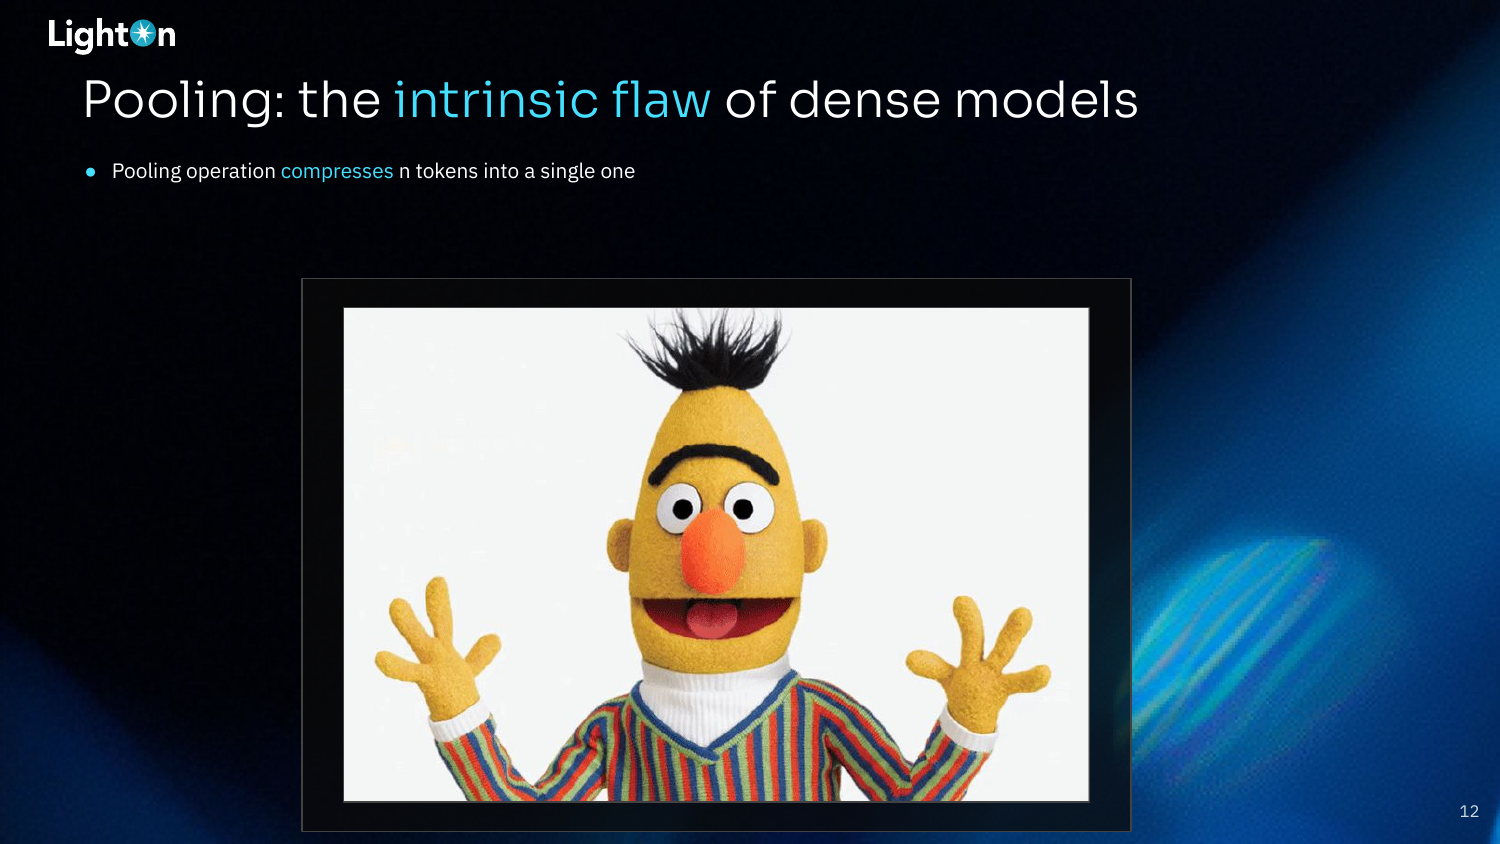 LightOn
Pooling: the intrinsic flaw of dense models
● Pooling operation compresses n tokens into a single one
12